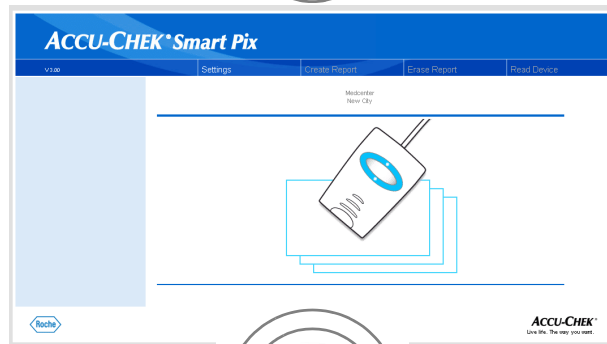 ACCU-CHEK® Smart Pix
V3.00 Settings Create Report Erase Report Read Device
Medcenter
New City
Roche
ACCU-CHEK®
Live life. The way you want.